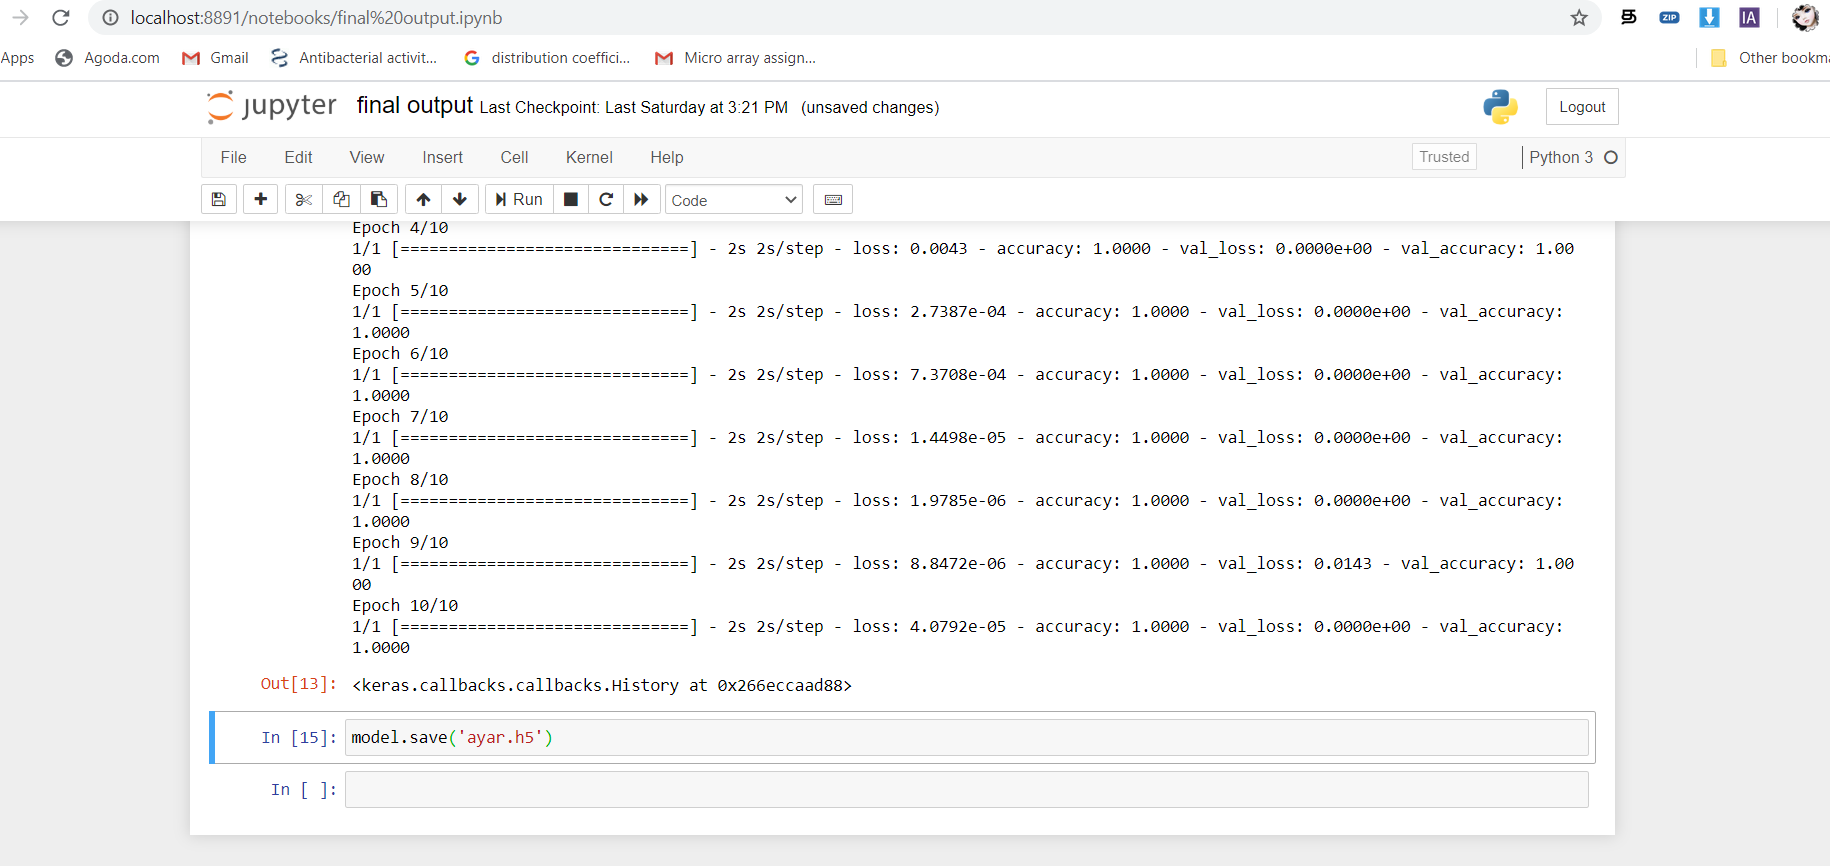 localhost:8891/notebooks/final%20output.ipynb
ZIP
IA
Apps
Agoda.com
Gmail
Antibacterial activit...
distribution coeffici...
Micro array assign...
Other bookma
jupyter
final output Last Checkpoint: Last Saturday at 3:21 PM (unsaved changes)
Logout
File
Edit
View
Insert
Cell
Kernel
Help
Trusted
Python 3
Run
Code
Epoch 4/10
1/1 [==============================] - 2s 2s/step - loss: 0.0043 - accuracy: 1.0000 - val_loss: 0.0000e+00 - val_accuracy: 1.00
00
Epoch 5/10
1/1 [==============================] - 2s 2s/step - loss: 2.7387e-04 - accuracy: 1.0000 - val_loss: 0.0000e+00 - val_accuracy:
1.0000
Epoch 6/10
1/1 [==============================] - 2s 2s/step - loss: 7.3708e-04 - accuracy: 1.0000 - val_loss: 0.0000e+00 - val_accuracy:
1.0000
Epoch 7/10
1/1 [==============================] - 2s 2s/step - loss: 1.4498e-05 - accuracy: 1.0000 - val_loss: 0.0000e+00 - val_accuracy:
1.0000
Epoch 8/10
1/1 [==============================] - 2s 2s/step - loss: 1.9785e-06 - accuracy: 1.0000 - val_loss: 0.0000e+00 - val_accuracy:
1.0000
Epoch 9/10
1/1 [==============================] - 2s 2s/step - loss: 8.8472e-06 - accuracy: 1.0000 - val_loss: 0.0143 - val_accuracy: 1.00
00
Epoch 10/10
1/1 [==============================] - 2s 2s/step - loss: 4.0792e-05 - accuracy: 1.0000 - val_loss: 0.0000e+00 - val_accuracy:
1.0000
Out[13]: <keras.callbacks.callbacks.History at 0x266eccaad88>
In [15]: model.save('ayar.h5')
In [ ]: